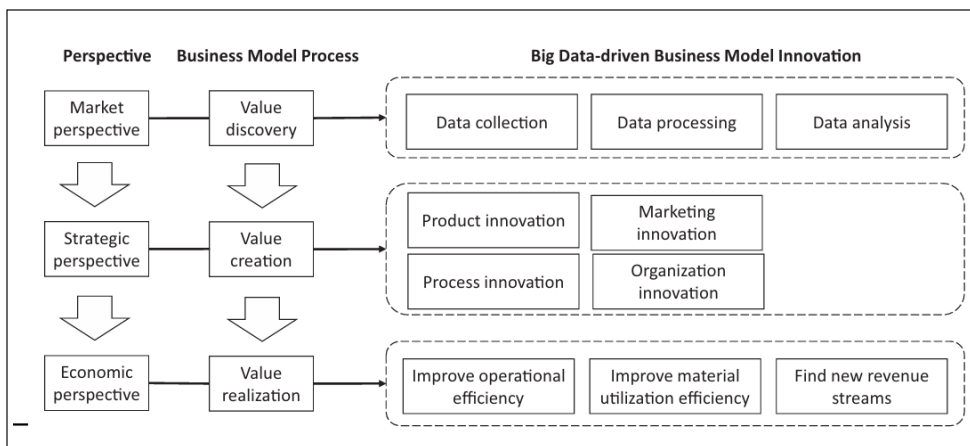 Perspective
Business Model Process
Big Data-driven Business Model Innovation
Market
perspective
Value
discovery
Data collection
Data processing
Data analysis
Strategic
perspective
Value
creation
Product innovation
Marketing
innovation
Process innovation
Organization
innovation
Economic
perspective
Value
realization
Improve operational
efficiency
Improve material
utilization efficiency
Find new revenue
streams